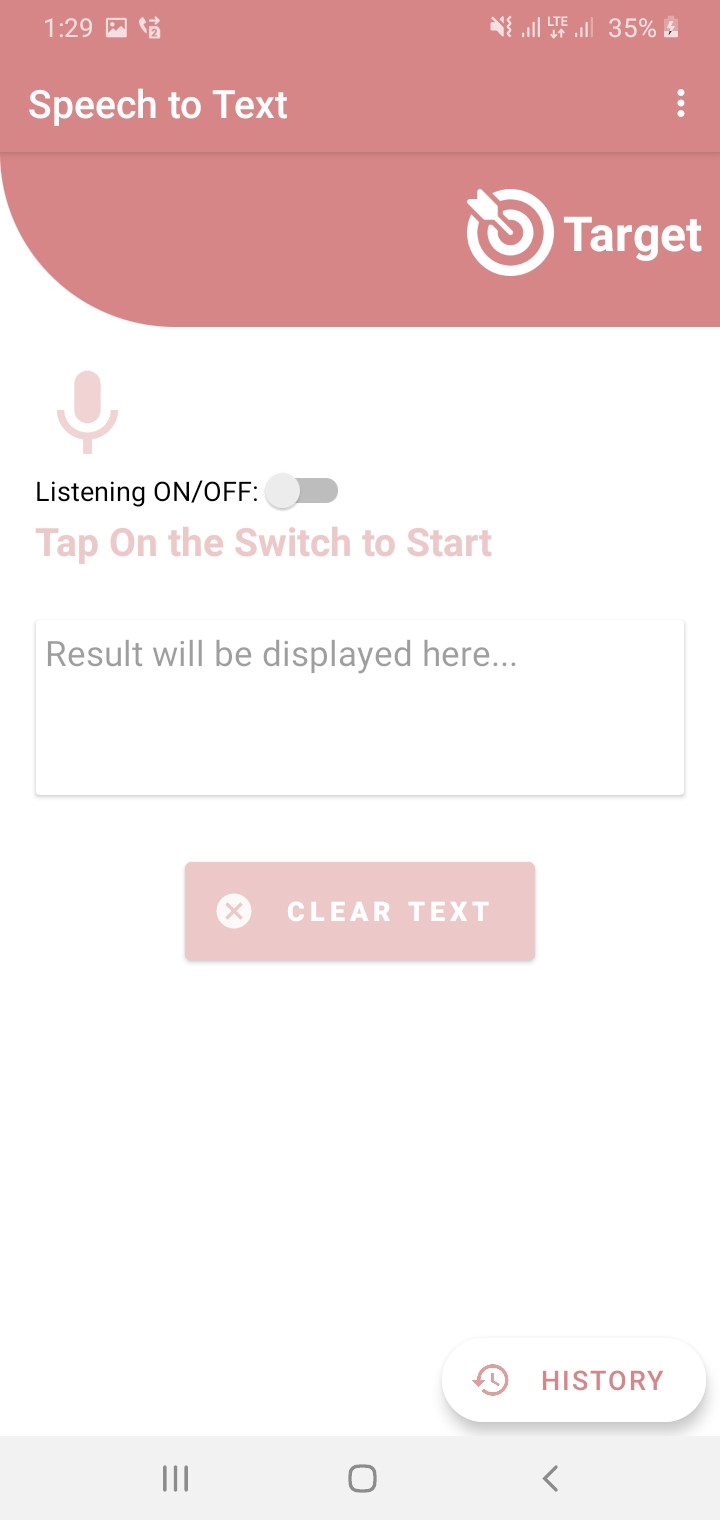 1:29 2 LTE 35%
Speech to Text
Target
Listening ON/OFF:
Tap On the Switch to Start
Result will be displayed here...
CLEAR TEXT
HISTORY